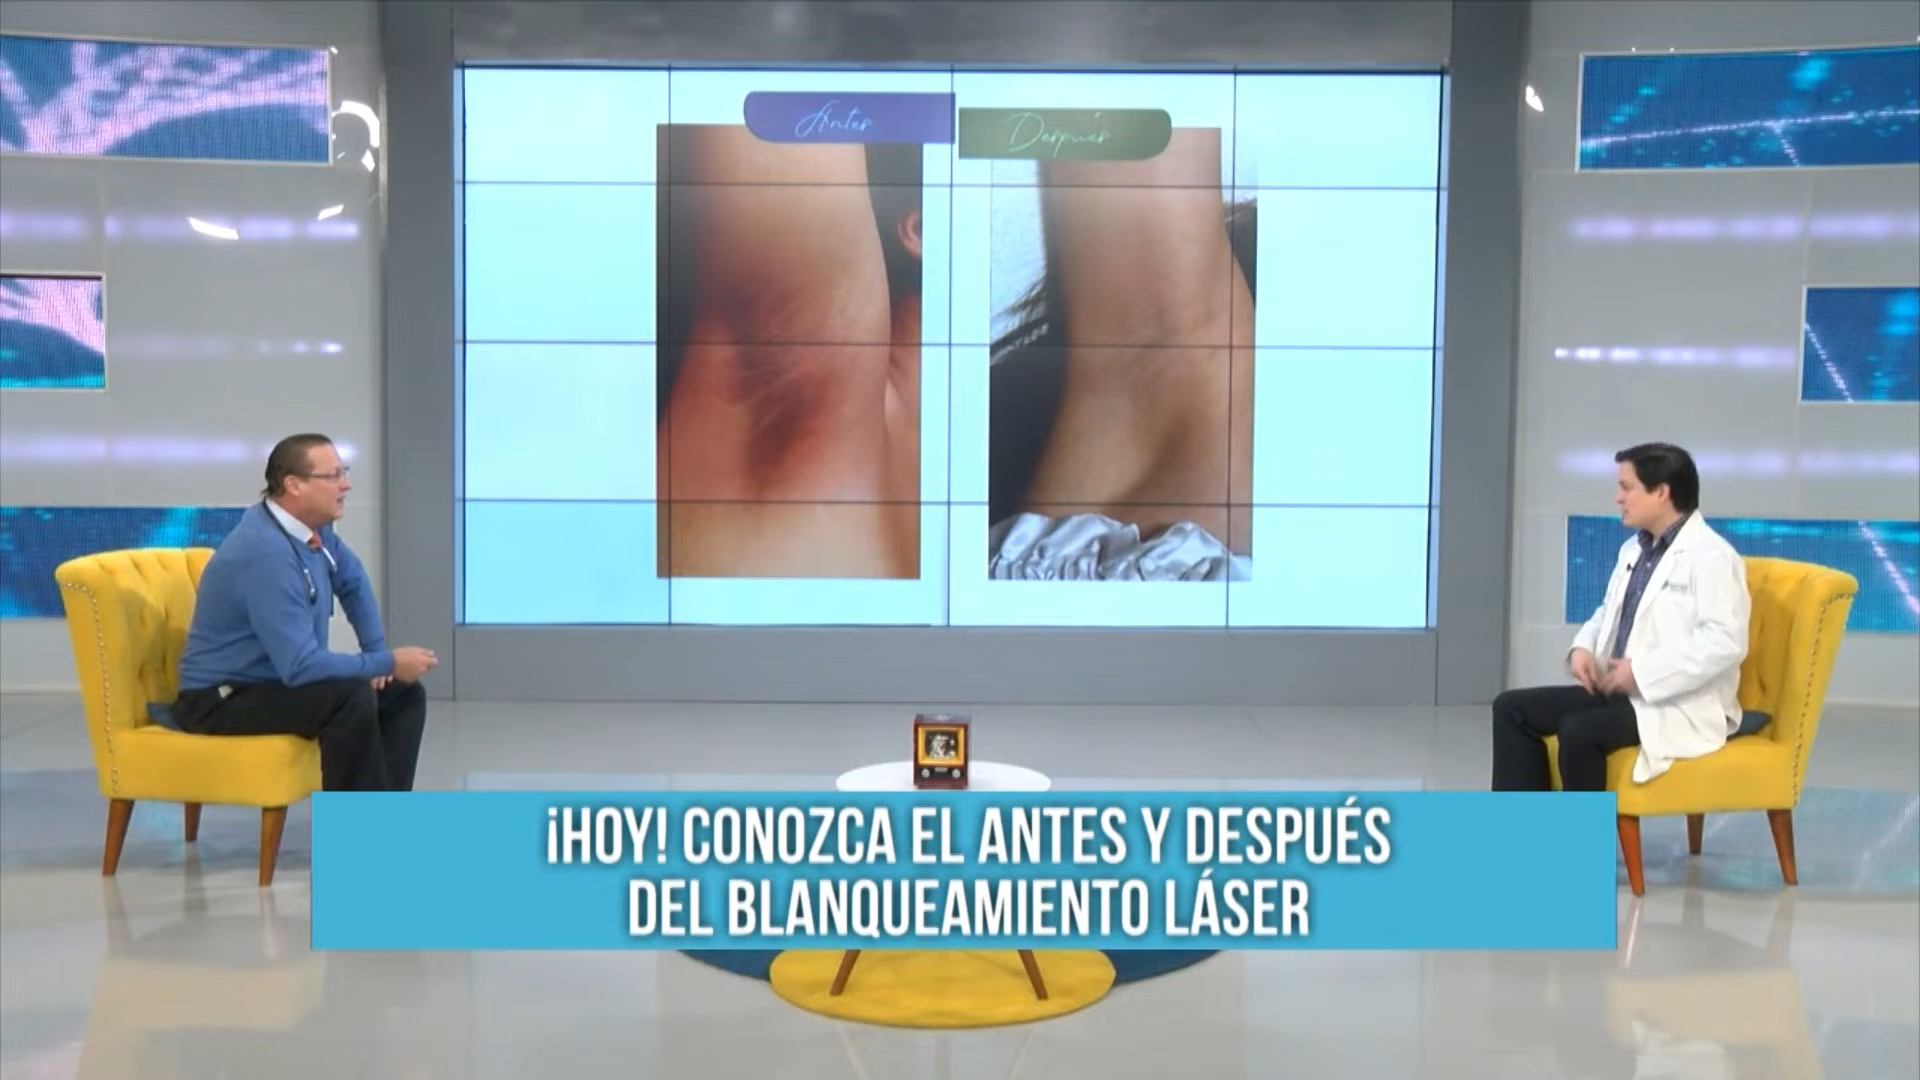 Antes
Después
¡HOY! CONOZCA EL ANTES Y DESPUÉS
DEL BLANQUEAMIENTO LÁSER